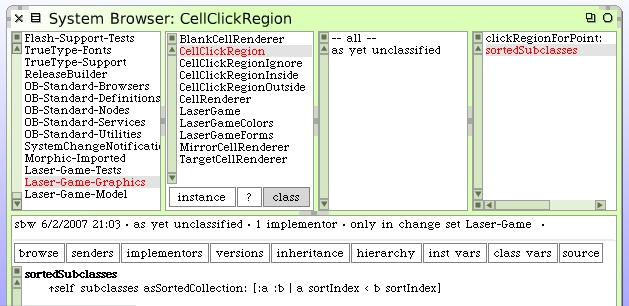 System Browser: CellClickRegion
Flash-Support-Tests
TrueType-Fonts
TrueType-Support
ReleaseBuilder
OB-Standard-Browsers
OB-Standard-Definitions
OB-Standard-Nodes
OB-Standard-Services
OB-Standard-Utilities
SystemChangeNotificatio
Morphic-Imported
Laser-Game-Tests
Laser-Game-Graphics
Laser-Game-Model
BlankCellRenderer
CellClickRegion
CellClickRegionIgnore
CellClickRegionInside
CellClickRegionOutside
CellRenderer
LaserGame
LaserGameColors
LaserGameForms
MirrorCellRenderer
TargetCellRenderer
instance ? class
-- all --
as yet unclassified
clickRegionForPoint:
sortedSubclasses
sbw 6/2/2007 21:03 · as yet unclassified · 1 implementor · only in change set Laser-Game ·
browse senders implementors versions inheritance hierarchy inst vars class vars source
sortedSubclasses
↑self subclasses asSortedCollection: [:a :b | a sortIndex < b sortIndex]